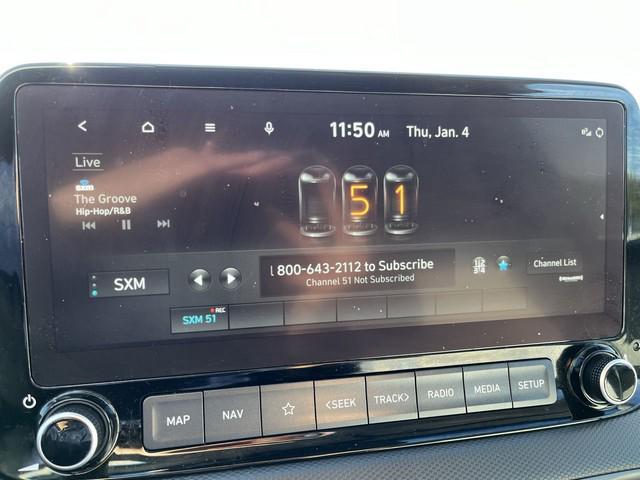 11:50 AM Thu, Jan. 4
Live
sxm
The Groove
Hip-Hop/R&B
51
SXM
1 800-643-2112 to Subscribe
Channel 51 Not Subscribed
Channel List
SXM 51
REC
MAP
NAV
<SEEK
TRACK>
RADIO
MEDIA
SETUP